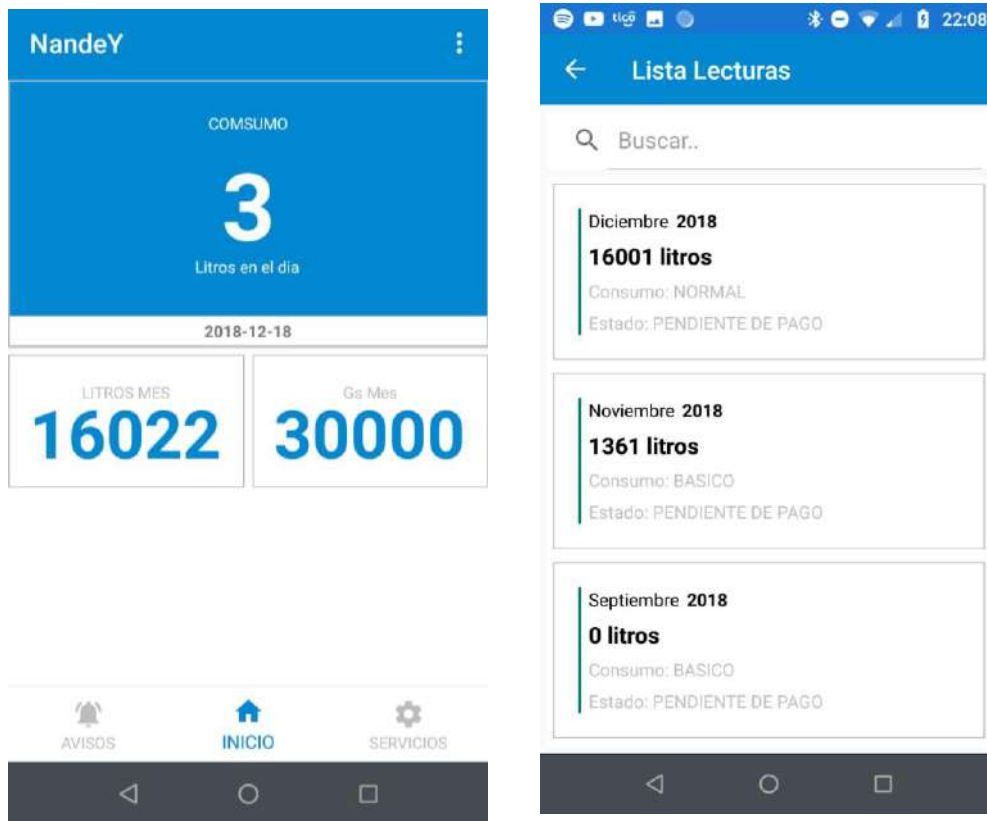 NandeY
COMSUMO
3
Litros en el dia
2018-12-18
LITROS MES
16022
Gs Mes
30000
AVISOS
INICIO
SERVICIOS
tigo
22:08
Lista Lecturas
Buscar..
Diciembre 2018
16001 litros
Consumo: NORMAL
Estado: PENDIENTE DE PAGO
Noviembre 2018
1361 litros
Consumo: BASICO
Estado: PENDIENTE DE PAGO
Septiembre 2018
0 litros
Consumo: BASICO
Estado: PENDIENTE DE PAGO